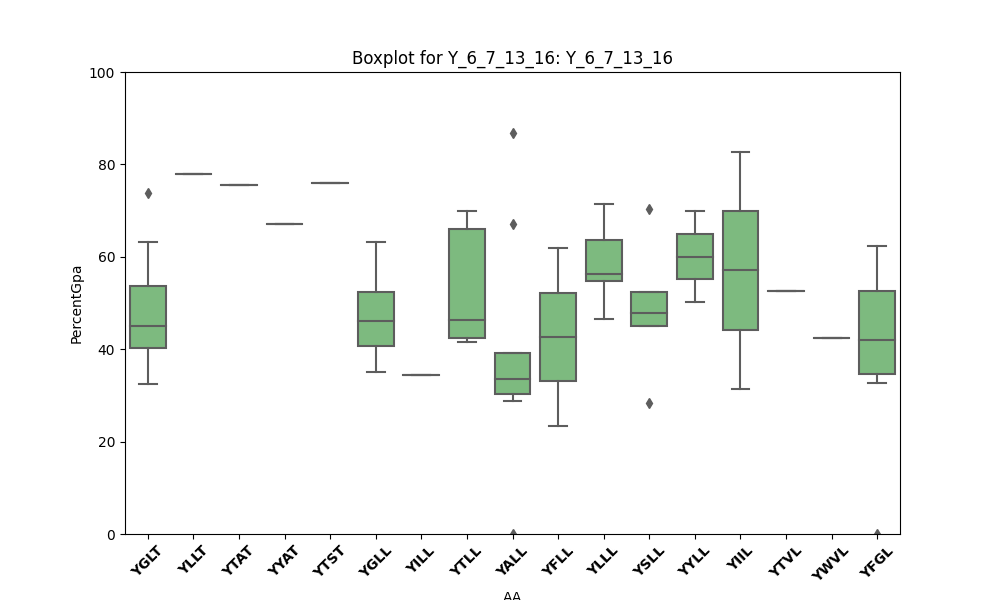 Boxplot for Y_6_7_13_16: Y_6_7_13_16
100
80
60
40
20
0
PercentGpa
YGLT YLLT YTAT YYAT YTST YGLL YILL YTLL YALL YFLL YLLL YSLL YYLL YIIL YTVL YWVL YFGL
AA